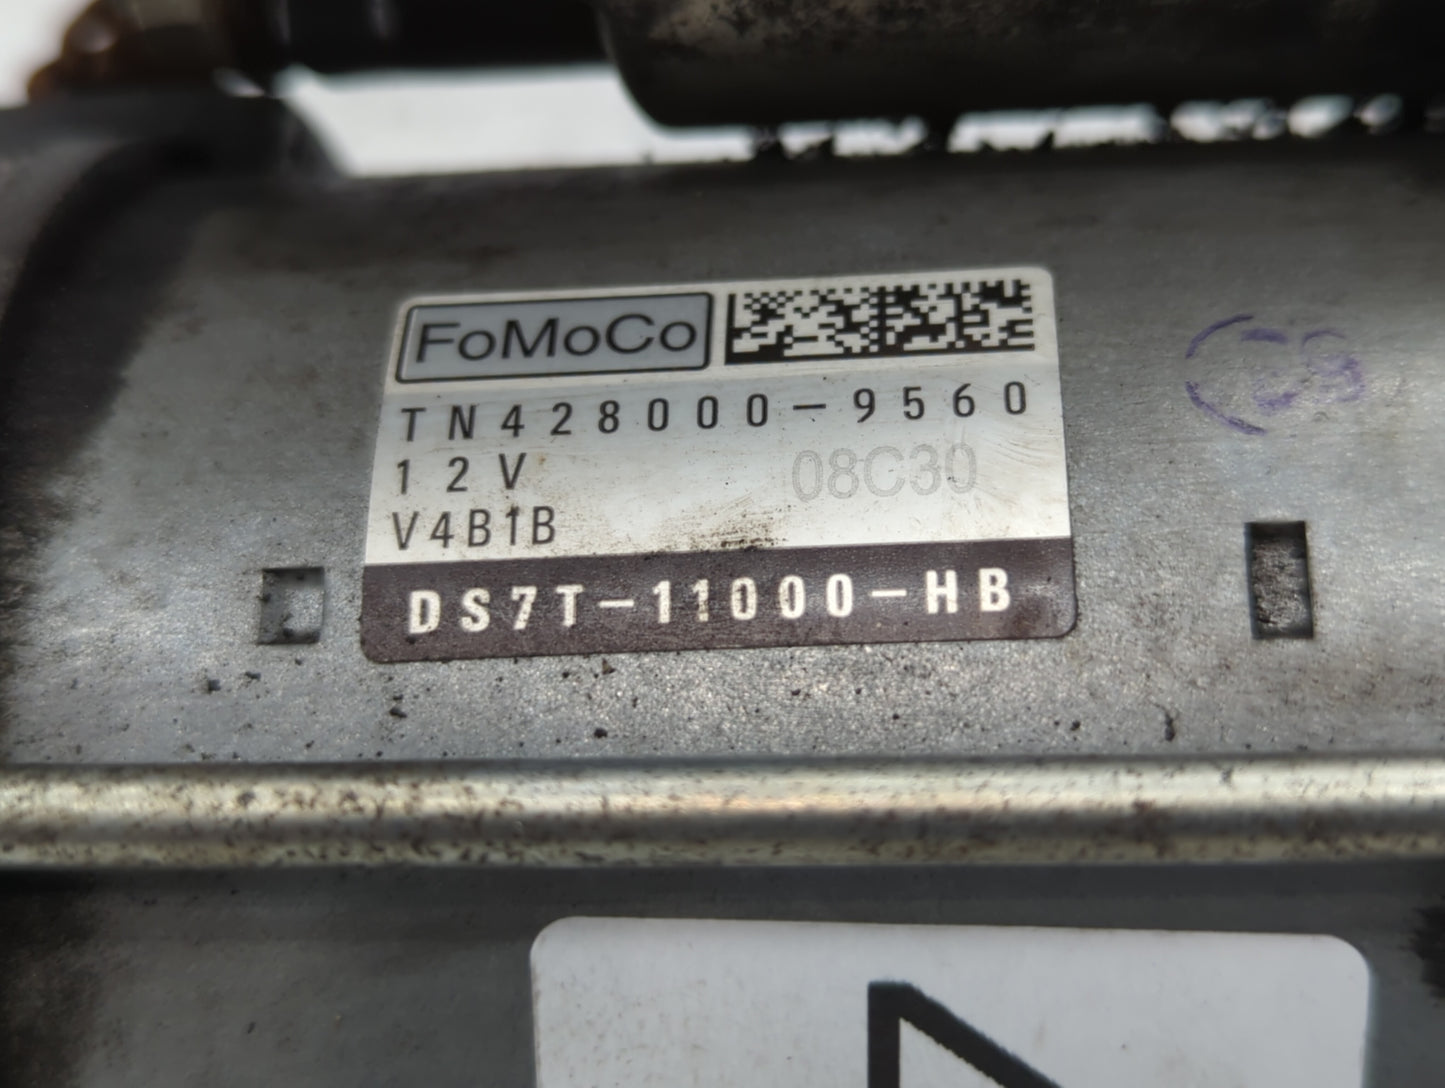 FoMoCo
TN428000-9560
12V 08C30
V4B1B
DS7T-11000-HB